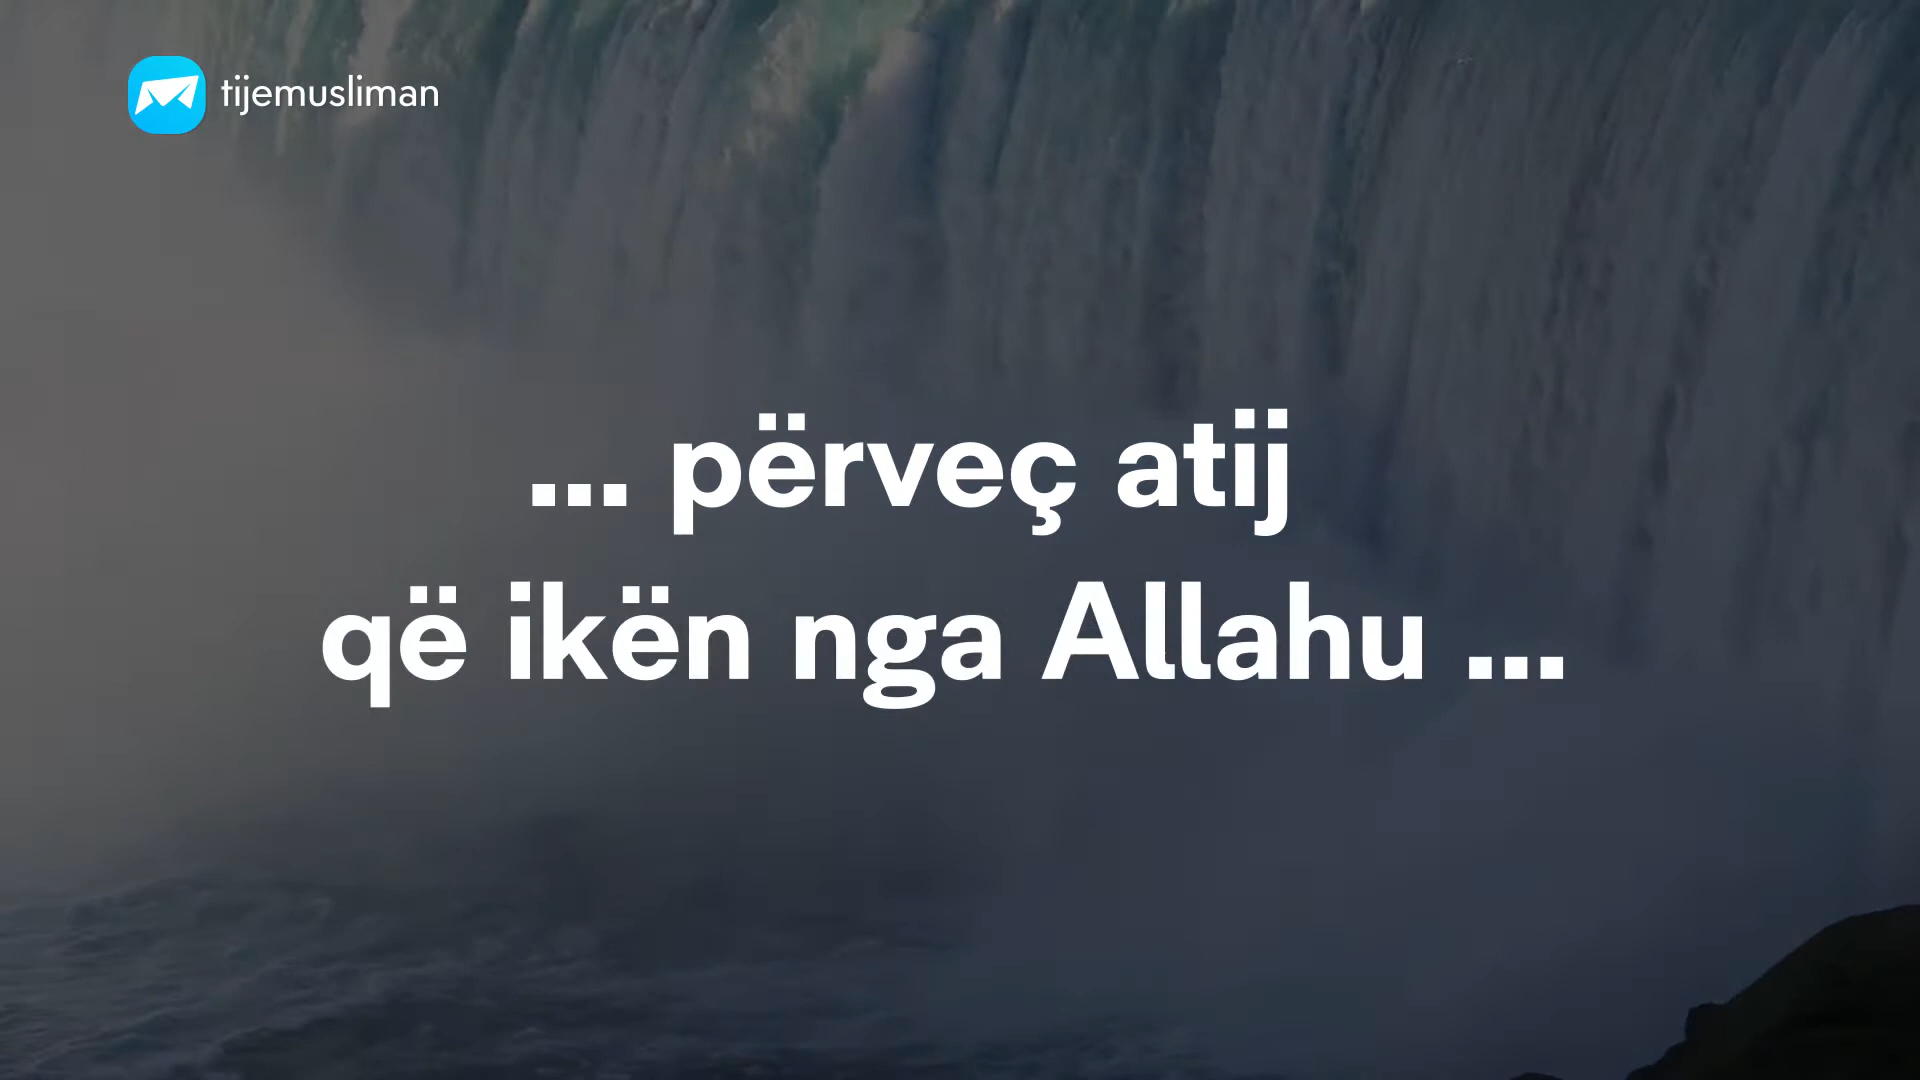 tijemusliman
... përveç atij
që ikën nga Allahu ...